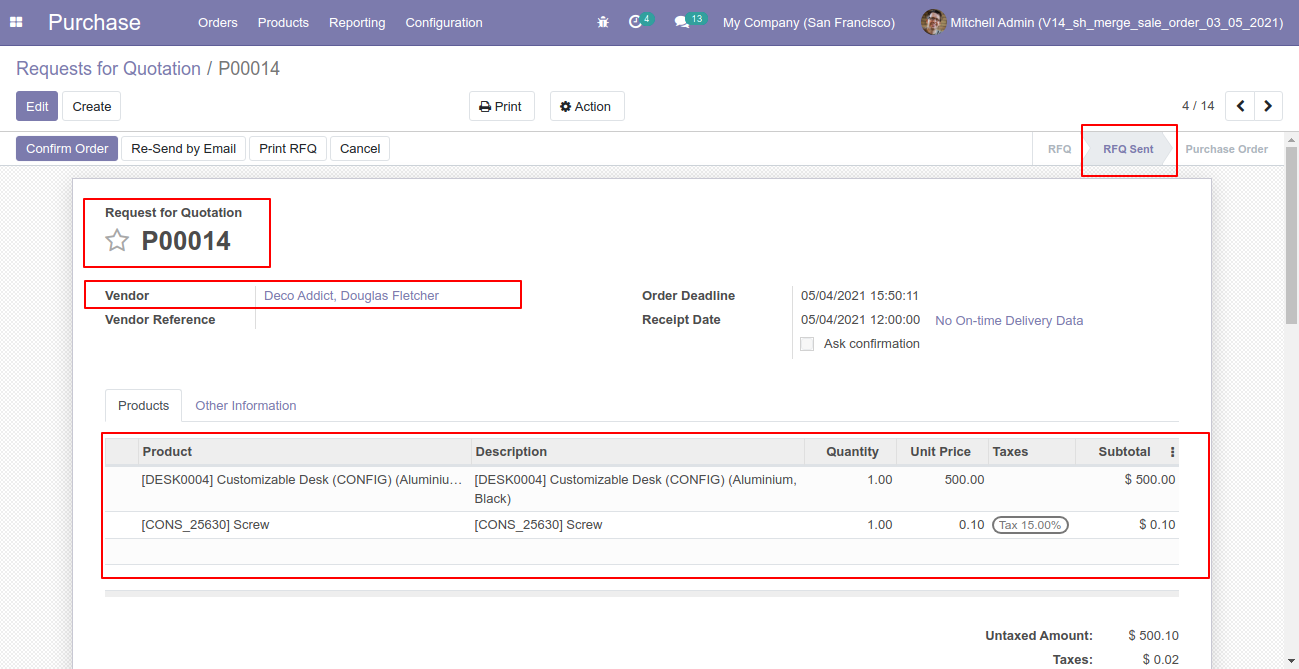 Purchase Orders Products Reporting Configuration 4 13 My Company (San Francisco) Mitchell Admin (V14_sh_merge_sale_order_03_05_2021)
Requests for Quotation / P00014
Edit Create Print Action 4 / 14
Confirm Order Re-Send by Email Print RFQ Cancel RFQ RFQ Sent Purchase Order
Request for Quotation
P00014
Vendor Deco Addict, Douglas Fletcher Order Deadline 05/04/2021 15:50:11
Vendor Reference Receipt Date 05/04/2021 12:00:00 No On-time Delivery Data
Ask confirmation
Products Other Information
Product Description Quantity Unit Price Taxes Subtotal
[DESK0004] Customizable Desk (CONFIG) (Aluminiu… [DESK0004] Customizable Desk (CONFIG) (Aluminium, 1.00 500.00 $ 500.00
Black)
[CONS_25630] Screw [CONS_25630] Screw 1.00 0.10 Tax 15.00% $ 0.10
Untaxed Amount: $ 500.10
Taxes: $ 0.02